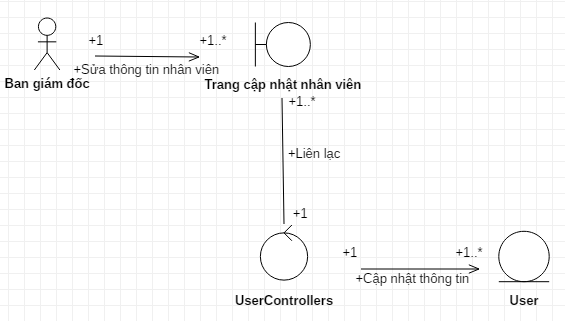 +1
+1..*
+Sửa thông tin nhân viên
Ban giám đốc
Trang cập nhật nhân viên
+1..*
+Liên lạc
+1
+1
+1..*
+Cập nhật thông tin
UserControllers
User